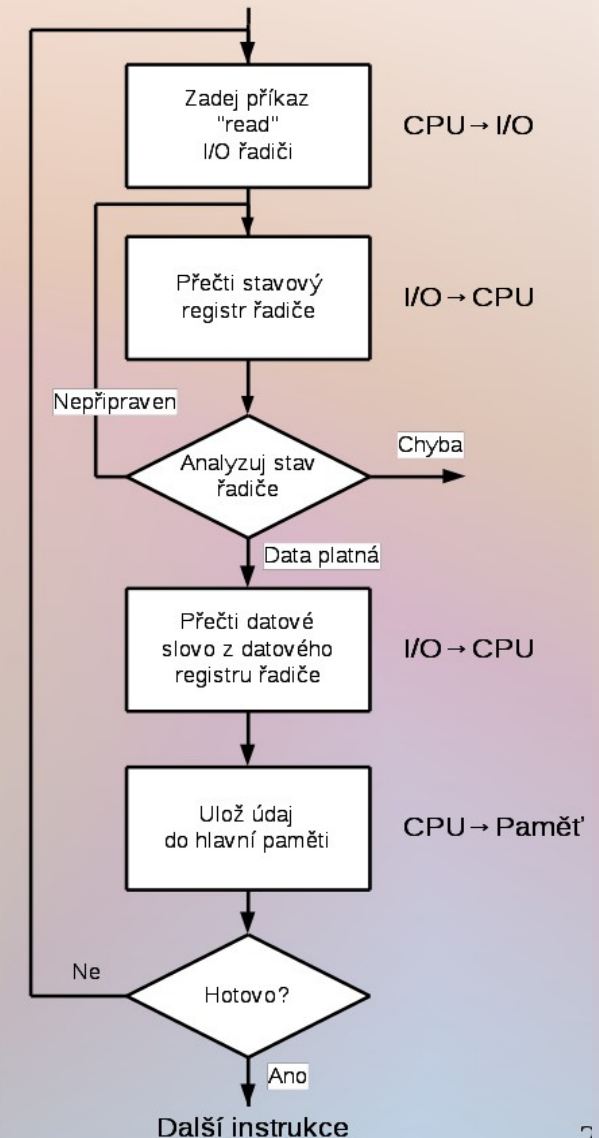 Zadej příkaz
"read"
I/O řadiči
CPU→I/O
Přečti stavový
registr řadiče
I/O→CPU
Nepřipraven
Analyzuj stav
řadiče
Chyba
Data platná
Přečti datové
slovo z datového
registru řadiče
I/O→CPU
Ulož údaj
do hlavní paměti
CPU→Paměť
Ne
Hotovo?
Ano
Další instrukce